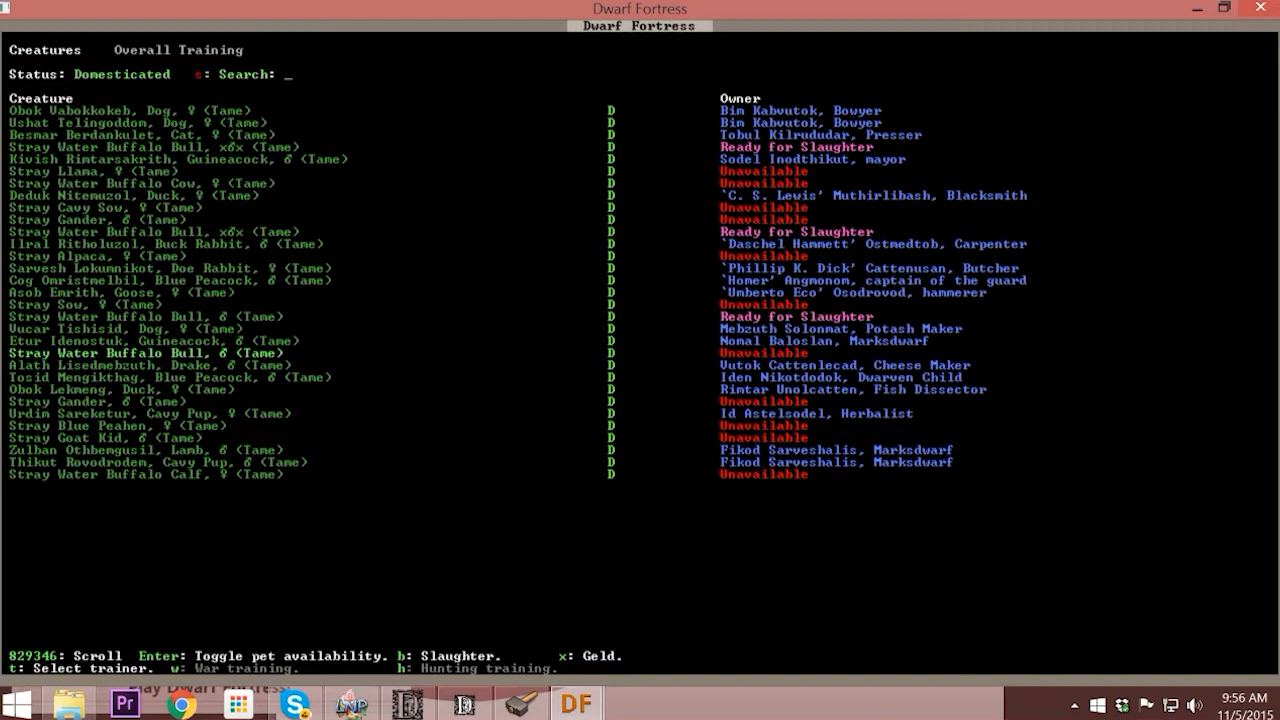 Dwarf Fortress
Dwarf Fortress
Creatures Overall Training
Status: Domesticated s: Search: _
Creature Owner
Obok Vabokkokeb, Dog, ♀ (Tame) D Bim Kabvutok, Bowyer
Ushat Telingoddom, Dog, ♀ (Tame) D Bim Kabvutok, Bowyer
Besmar Berdankulet, Cat, ♀ (Tame) D Tobul Kilrududar, Presser
Stray Water Buffalo Bull, x♂x (Tame) D Ready for Slaughter
Kivish Rimtarsakrith, Guineacock, ♂ (Tame) D Sodel Inodthikut, mayor
Stray Llama, ♀ (Tame) D Unavailable
Stray Water Buffalo Cow, ♀ (Tame) D Unavailable
Deduk Nitemuzol, Duck, ♀ (Tame) D `C. S. Lewis' Muthirlibash, Blacksmith
Stray Cavy Sow, ♀ (Tame) D Unavailable
Stray Gander, ♂ (Tame) D Unavailable
Stray Water Buffalo Bull, x♂x (Tame) D Ready for Slaughter
Ilral Ritholuzol, Buck Rabbit, ♂ (Tame) D `Daschel Hammett' Ostmedtob, Carpenter
Stray Alpaca, ♀ (Tame) D Unavailable
Sarvesh Lokumnikot, Doe Rabbit, ♀ (Tame) D `Phillip K. Dick' Cattenusan, Butcher
Cog Omristmelbil, Blue Peacock, ♂ (Tame) D `Homer' Angmonom, captain of the guard
Asob Emrith, Goose, ♀ (Tame) D `Umberto Eco' Osodrovod, hammerer
Stray Sow, ♀ (Tame) D Unavailable
Stray Water Buffalo Bull, ♂ (Tame) D Ready for Slaughter
Vucar Tishisid, Dog, ♀ (Tame) D Mebzuth Solonmat, Potash Maker
Etur Idenostuk, Guineacock, ♂ (Tame) D Nomal Baloslan, Marksdwarf
Stray Water Buffalo Bull, ♂ (Tame) D Unavailable
Alath Lisedmebzuth, Drake, ♂ (Tame) D Vutok Cattenlecad, Cheese Maker
Tosid Mengikthag, Blue Peacock, ♂ (Tame) D Iden Nikotdodok, Dwarven Child
Obok Lekmeng, Duck, ♀ (Tame) D Rimtar Unolcatten, Fish Dissector
Stray Gander, ♂ (Tame) D Unavailable
Urdim Sareketur, Cavy Pup, ♀ (Tame) D Id Astelsodel, Herbalist
Stray Blue Peahen, ♀ (Tame) D Unavailable
Stray Goat Kid, ♂ (Tame) D Unavailable
Zulban Othbemgusil, Lamb, ♂ (Tame) D Fikod Sarveshalis, Marksdwarf
Thikut Rovodrodem, Cavy Pup, ♂ (Tame) D Fikod Sarveshalis, Marksdwarf
Stray Water Buffalo Calf, ♀ (Tame) D Unavailable
829346: Scroll Enter: Toggle pet availability. b: Slaughter. x: Geld.
t: Select trainer. w: War training. h: Hunting training.
Play Dwarf Fortress!
Pr S LNP D DF
9:56 AM
11/5/2015